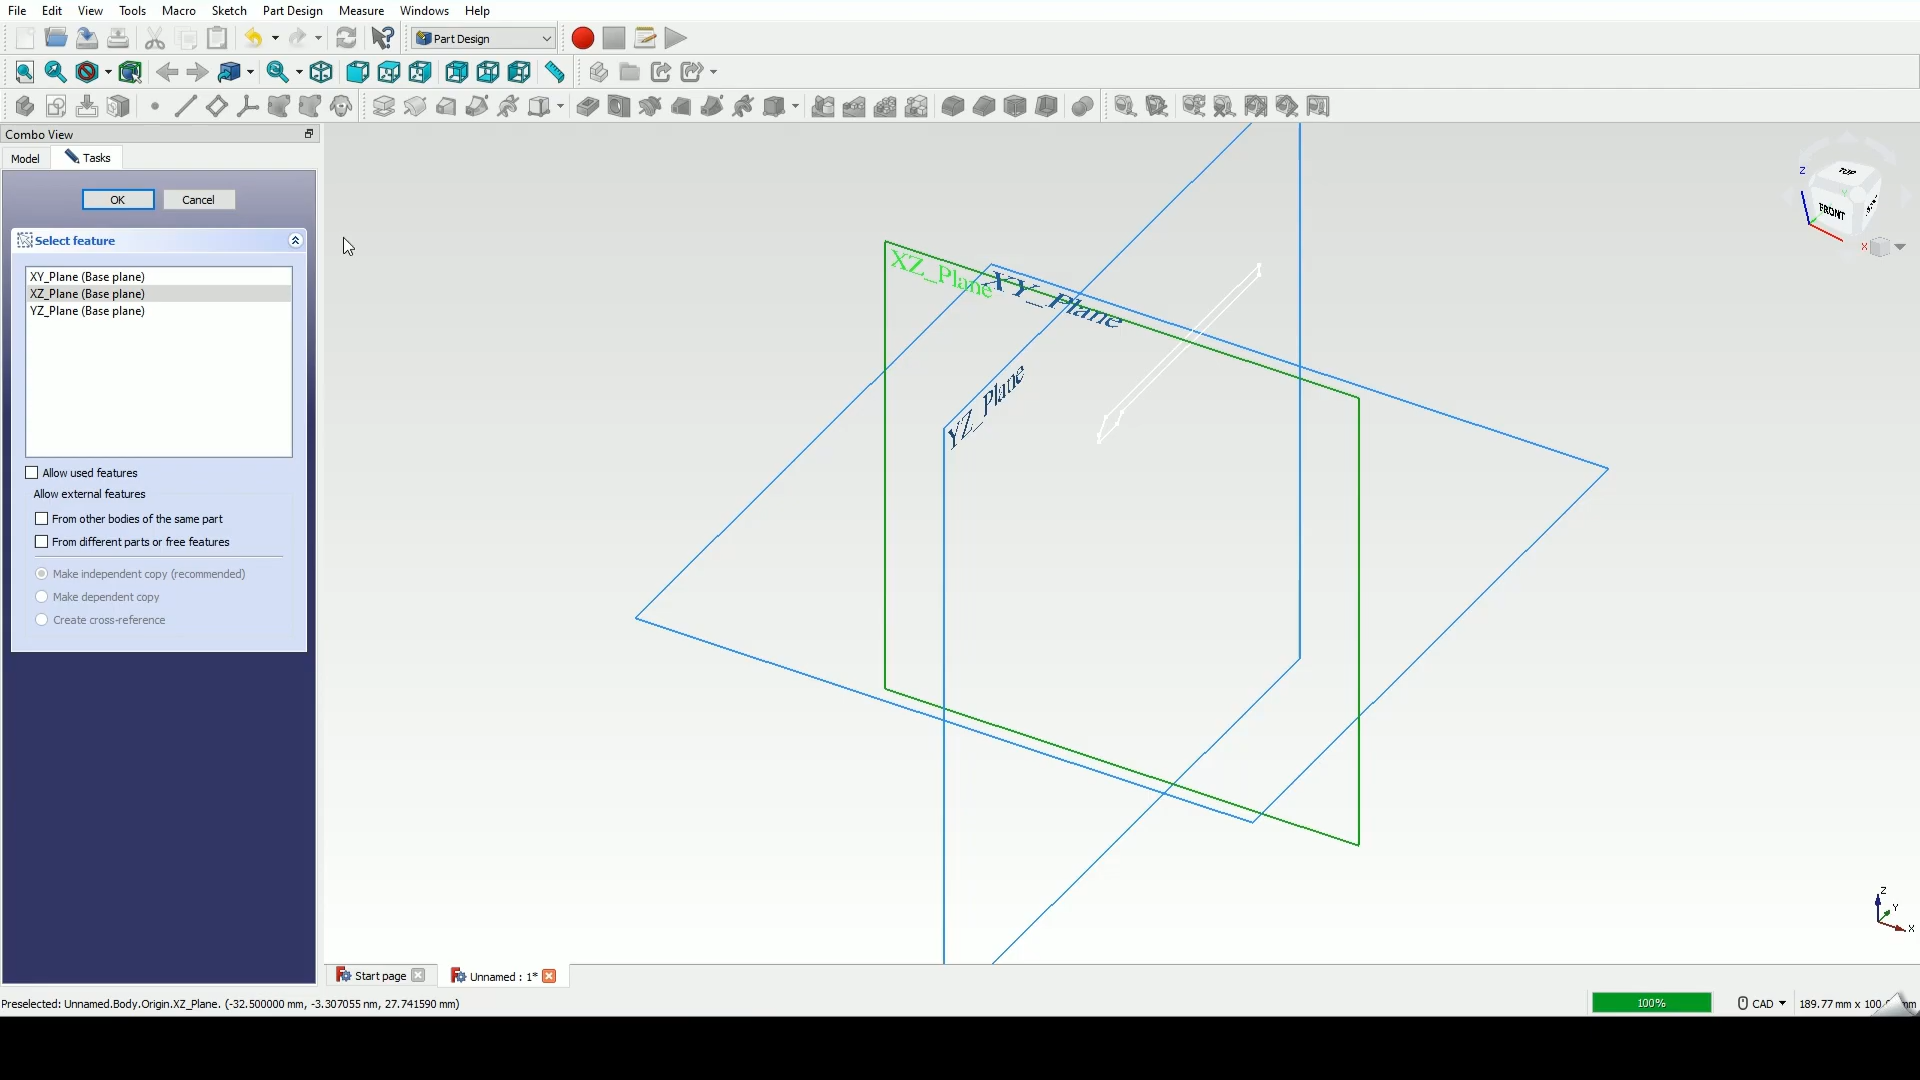 File Edit View Tools Macro Sketch Part Design Measure Windows Help
Part Design
Combo View
Model Tasks
OK Cancel
Select feature
XY_Plane (Base plane)
XZ_Plane (Base plane)
YZ_Plane (Base plane)
Allow used features
Allow external features
From other bodies of the same part
From different parts or free features
Make independent copy (recommended)
Make dependent copy
Create cross-reference
XZ_Plane
XY_Plane
YZ_Plane
Z
TOP
FRONT
X
Z
Y
X
Start page Unnamed : 1*
Preselected: Unnamed.Body.Origin.XZ_Plane. (-32.500000 mm, -3.307055 nm, 27.741590 mm)
100% CAD 189.77 mm x 100